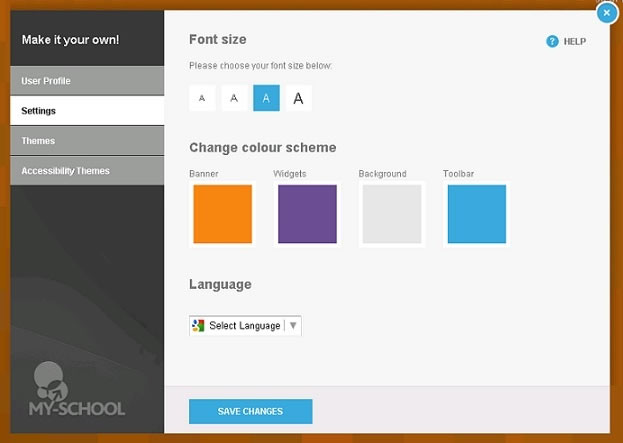 Make it your own!
User Profile
Settings
Themes
Accessibility Themes
MY-SCHOOL
Font size
? HELP
Please choose your font size below:
A A A A
Change colour scheme
Banner Widgets Background Toolbar
Language
Select Language
SAVE CHANGES